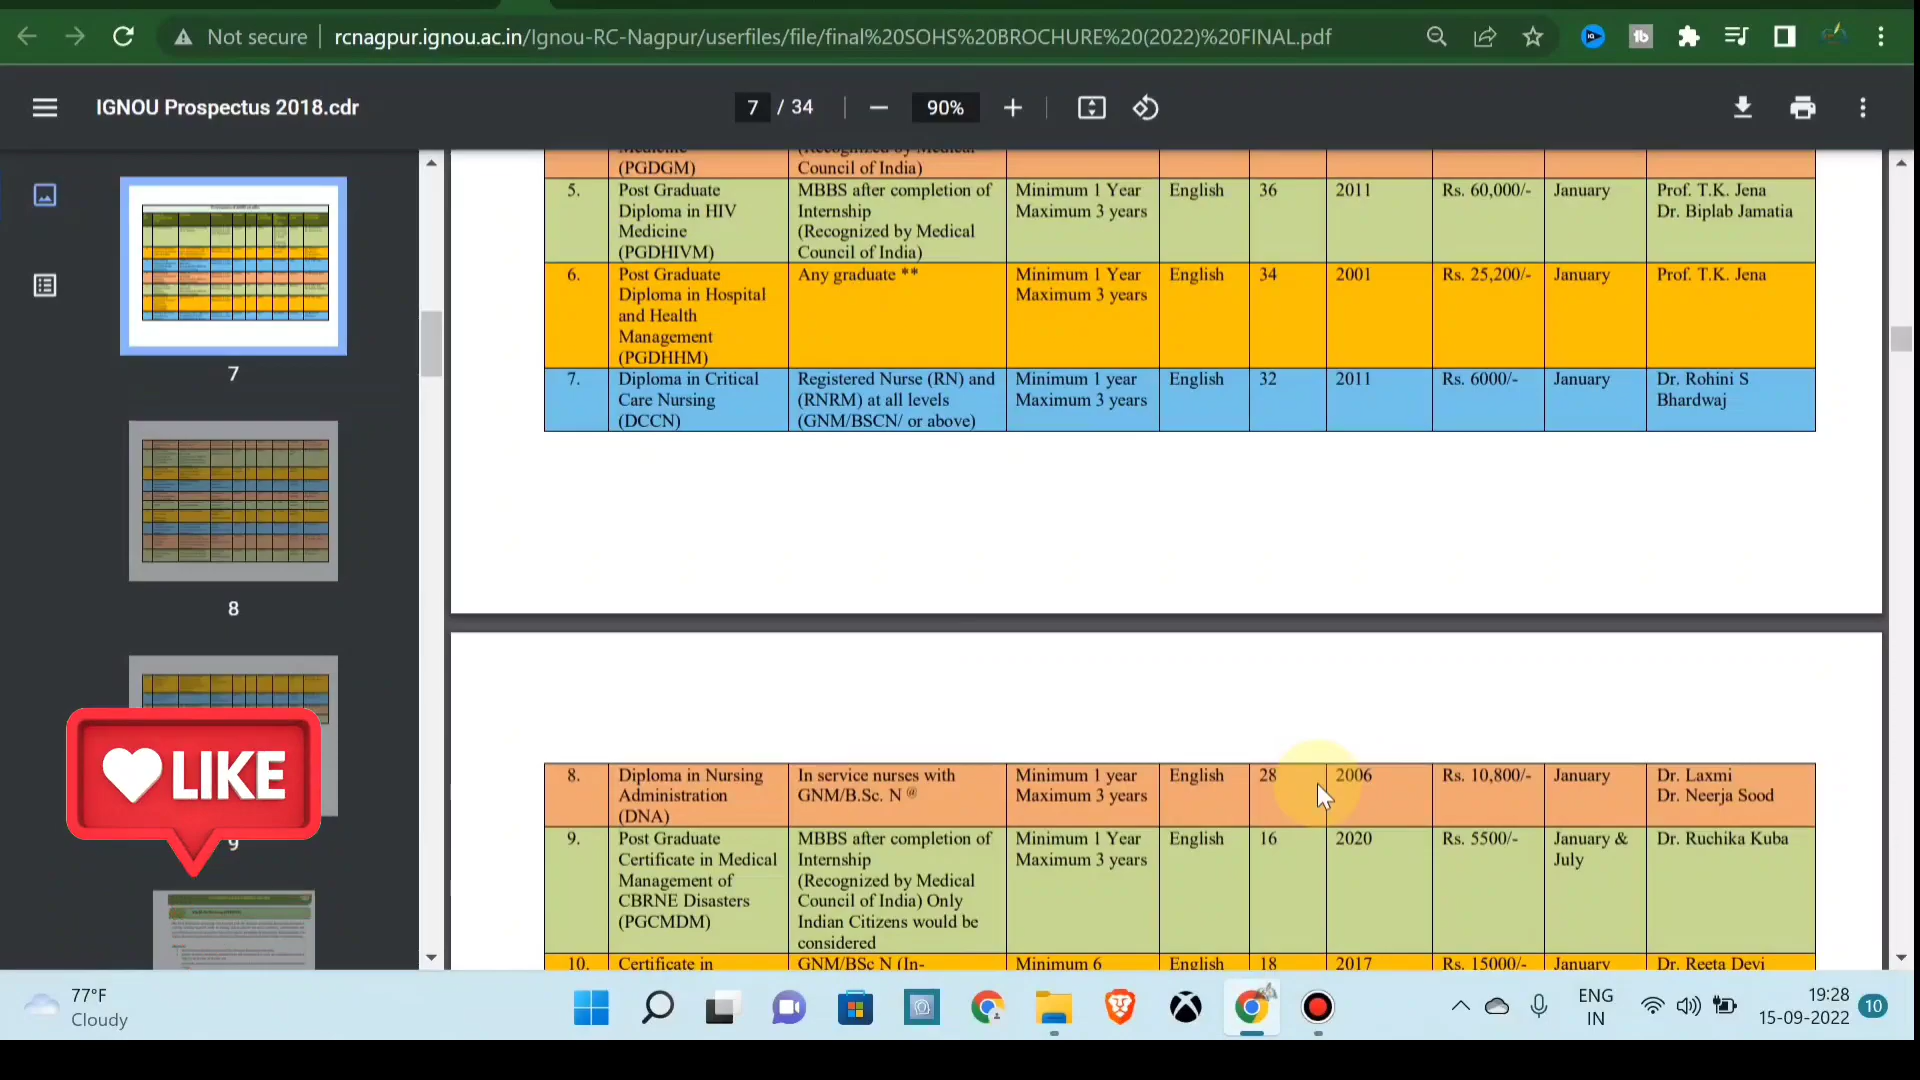 Not secure
rcnagpur.ignou.ac.in/Ignou-RC-Nagpur/userfiles/file/final%20SOHS%20BROCHURE%20(2022)%20FINAL.pdf
IGNOU Prospectus 2018.cdr
7 / 34
90%
(PGDGM)
Council of India)
5.
Post Graduate
Diploma in HIV
Medicine
(PGDHIVM)
MBBS after completion of
Internship
(Recognized by Medical
Council of India)
Minimum 1 Year
Maximum 3 years
English
36
2011
Rs. 60,000/-
January
Prof. T.K. Jena
Dr. Biplab Jamatia
6.
Post Graduate
Diploma in Hospital
and Health
Management
(PGDHHM)
Any graduate **
Minimum 1 Year
Maximum 3 years
English
34
2001
Rs. 25,200/-
January
Prof. T.K. Jena
7.
Diploma in Critical
Care Nursing
(DCCN)
Registered Nurse (RN) and
(RNRM) at all levels
(GNM/BSCN/ or above)
Minimum 1 year
Maximum 3 years
English
32
2011
Rs. 6000/-
January
Dr. Rohini S
Bhardwaj
8.
Diploma in Nursing
Administration
(DNA)
In service nurses with
GNM/B.Sc. N @
Minimum 1 year
Maximum 3 years
English
28
2006
Rs. 10,800/-
January
Dr. Laxmi
Dr. Neerja Sood
9.
Post Graduate
Certificate in Medical
Management of
CBRNE Disasters
(PGCMDM)
MBBS after completion of
Internship
(Recognized by Medical
Council of India) Only
Indian Citizens would be
considered
Minimum 1 Year
Maximum 3 years
English
16
2020
Rs. 5500/-
January &
July
Dr. Ruchika Kuba
10.
Certificate in
GNM/BSc N (In-
Minimum 6
English
18
2017
Rs. 15000/-
January
Dr. Reeta Devi
7
8
9
LIKE
77°F
Cloudy
ENG
IN
19:28
15-09-2022
10